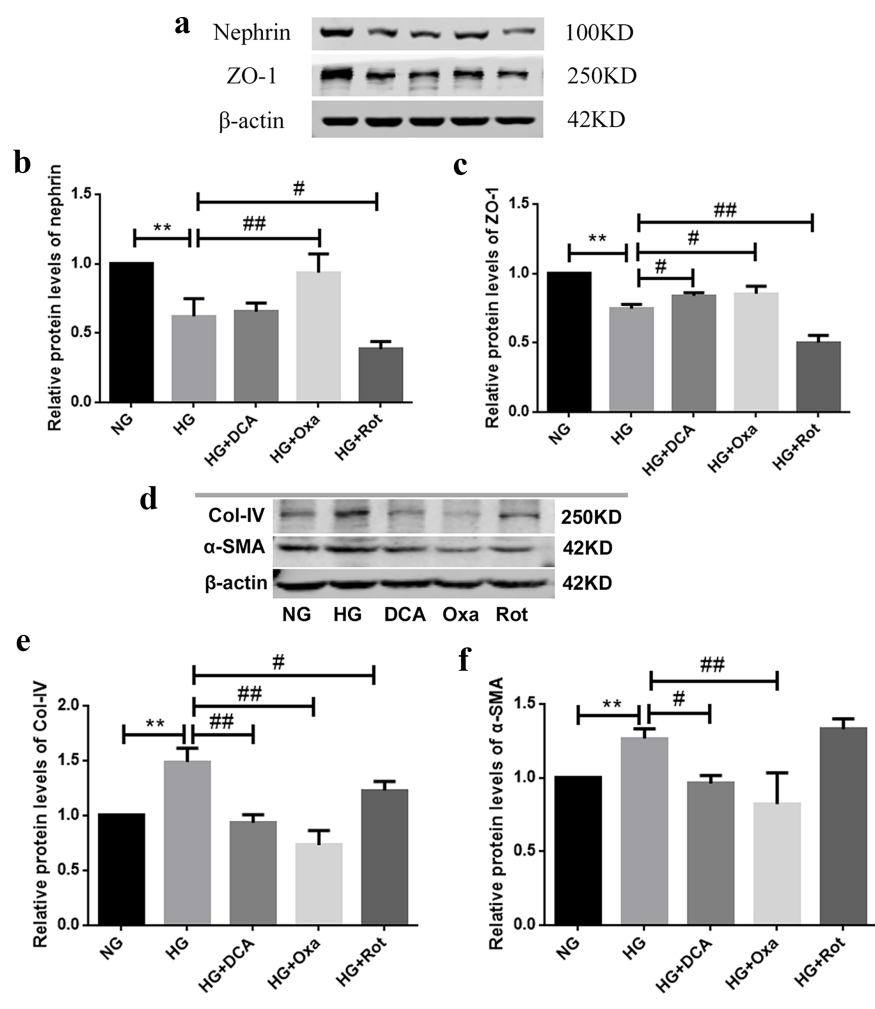 a
Nephrin 100KD
ZO-1 250KD
β-actin 42KD
b
Relative protein levels of nephrin
1.5
1.0
0.5
0.0
#
**
##
NG
HG
HG+DCA
HG+Oxa
HG+Rot
c
Relative protein levels of ZO-1
1.5
1.0
0.5
0.0
##
#
**
#
NG
HG
HG+DCA
HG+Oxa
HG+Rot
d
Col-IV 250KD
α-SMA 42KD
β-actin 42KD
NG HG DCA Oxa Rot
e
Relative protein levels of Col-IV
2.0
1.5
1.0
0.5
0.0
#
##
**
##
NG
HG
HG+DCA
HG+Oxa
HG+Rot
f
Relative protein levels of α-SMA
1.5
1.0
0.5
0.0
##
**
#
NG
HG
HG+DCA
HG+Oxa
HG+Rot